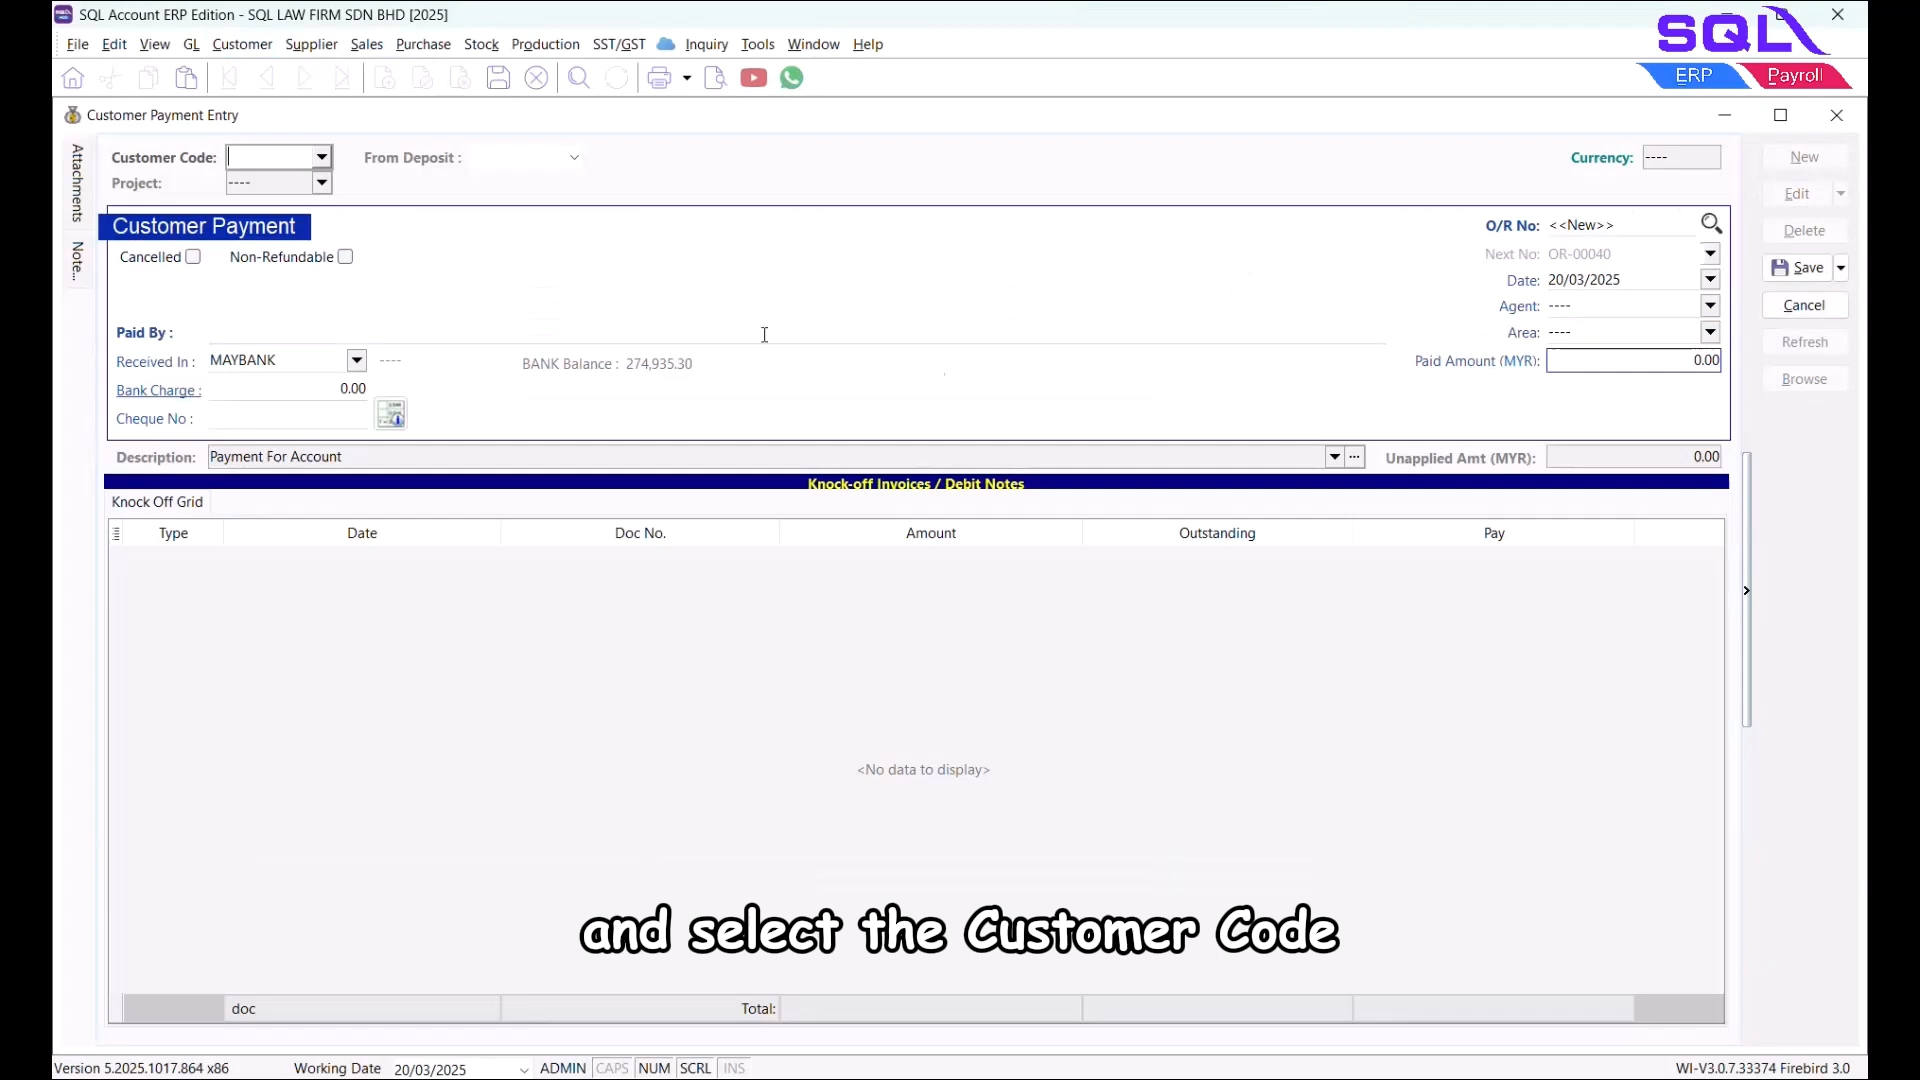 SQL Account ERP Edition - SQL LAW FIRM SDN BHD [2025]
File Edit View GL Customer Supplier Sales Purchase Stock Production SST/GST Inquiry Tools Window Help
SQL
ERP Payroll
Customer Payment Entry
Attachments
Note...
Customer Code:
From Deposit :
Currency: ----
Project: ----
Customer Payment
Cancelled
Non-Refundable
O/R No: <<New>>
Next No: OR-00040
Date: 20/03/2025
Agent: ----
Area: ----
Paid By :
Received In : MAYBANK ----
BANK Balance : 274,935.30
Paid Amount (MYR): 0.00
Bank Charge : 0.00
Cheque No :
Description: Payment For Account
Unapplied Amt (MYR): 0.00
Knock-off Invoices / Debit Notes
Knock Off Grid
Type Date Doc No. Amount Outstanding Pay
<No data to display>
and select the Customer Code
doc Total:
New
Edit
Delete
Save
Cancel
Refresh
Browse
Version 5.2025.1017.864 x86 Working Date 20/03/2025 ADMIN CAPS NUM SCRL INS WI-V3.0.7.33374 Firebird 3.0